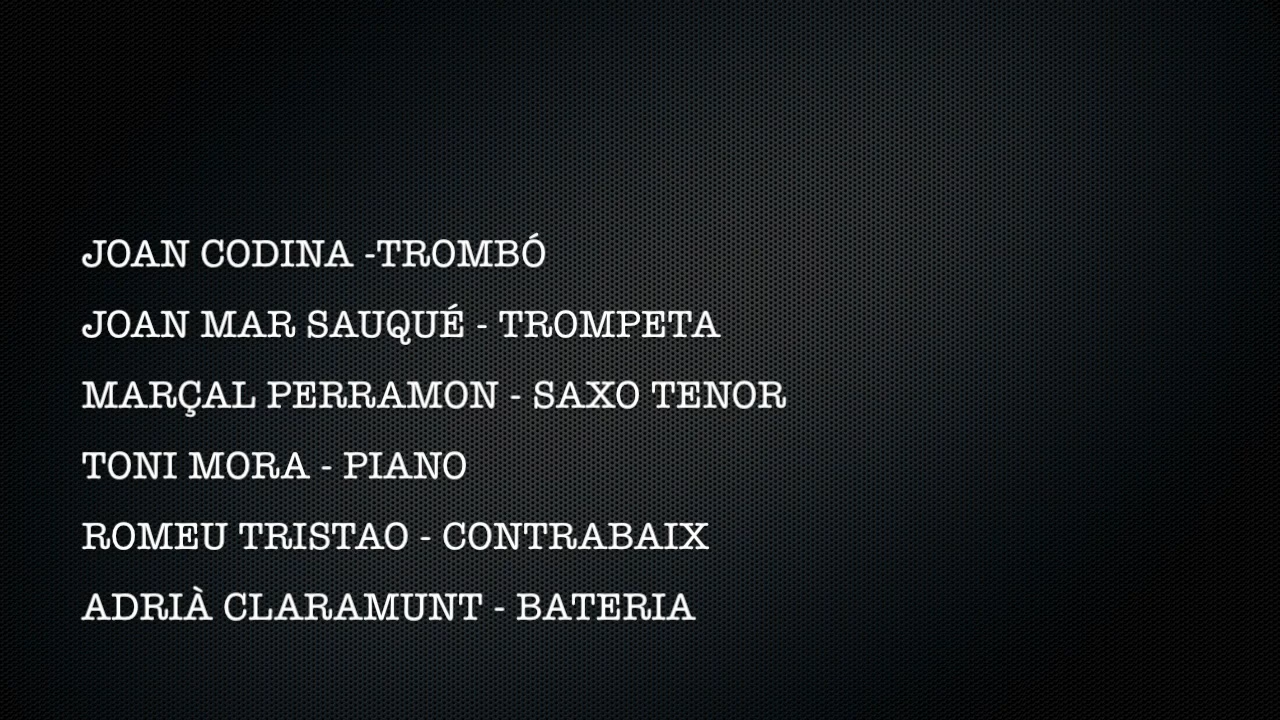 JOAN CODINA -TROMBÓ
JOAN MAR SAUQUÉ - TROMPETA
MARÇAL PERRAMON - SAXO TENOR
TONI MORA - PIANO
ROMEU TRISTAO - CONTRABAIX
ADRIÀ CLARAMUNT - BATERIA